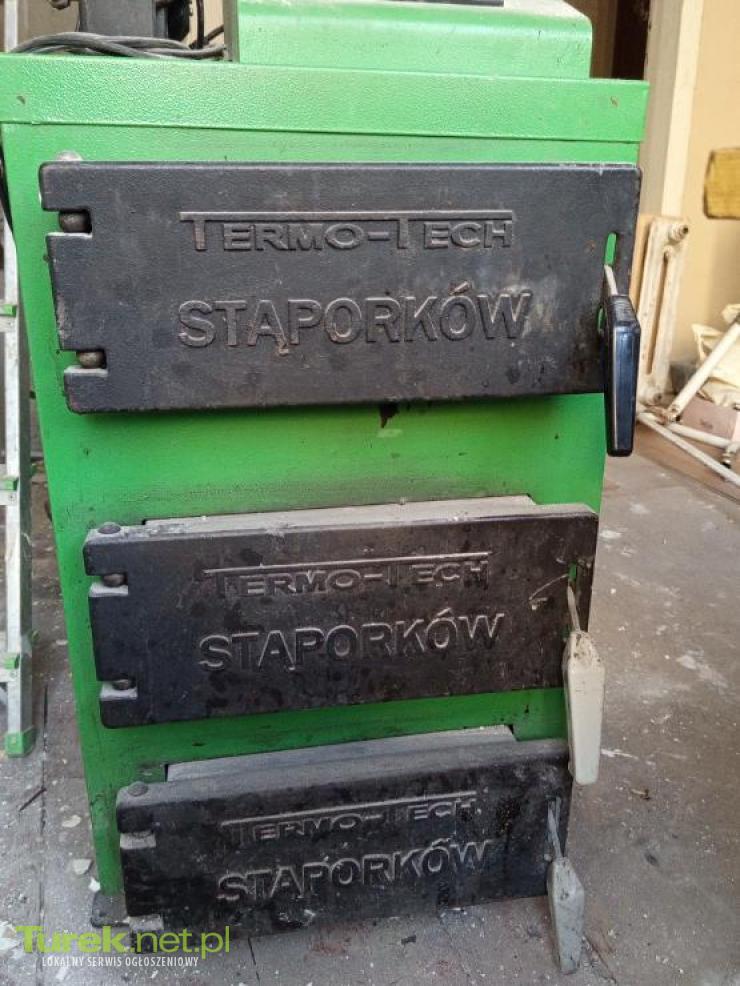 TERMO-TECH
STĄPORKÓW
TERMO-TECH
STĄPORKÓW
TERMO-TECH
STĄPORKÓW
Turek.net.pl
LOKALNY SERWIS OGŁOSZENIOWY